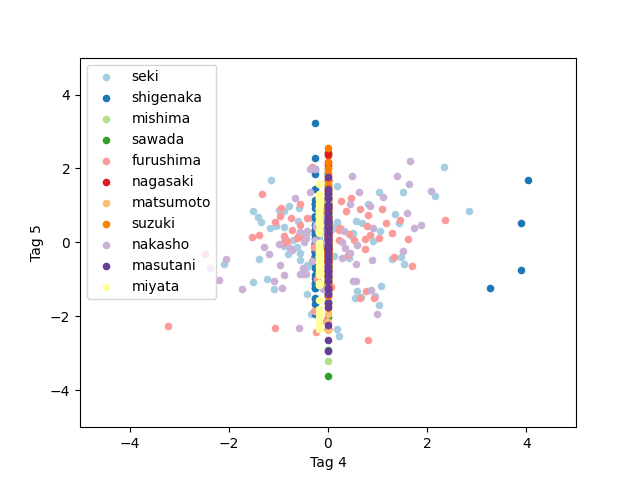 seki
shigenaka
mishima
sawada
furushima
nagasaki
matsumoto
suzuki
nakasho
masutani
miyata
4
2
0
−2
−4
Tag 5
−4
−2
0
2
4
Tag 4